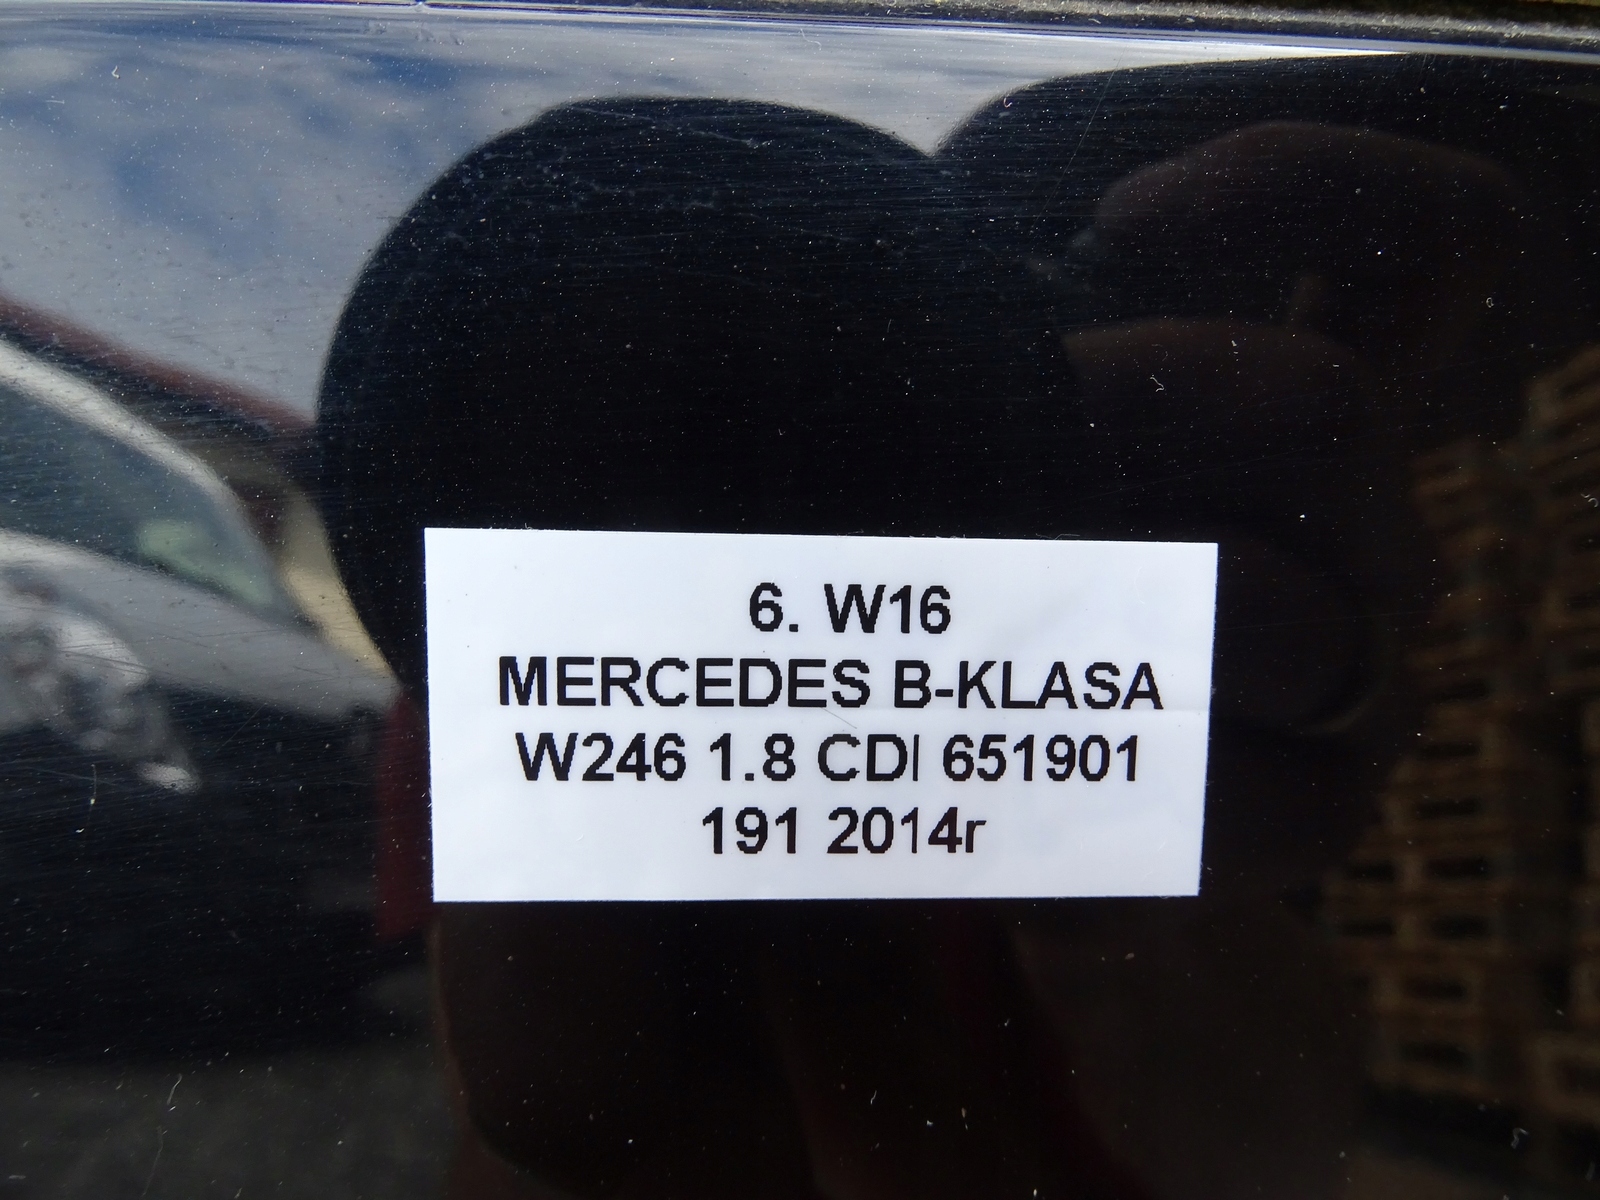 6. W16
MERCEDES B-KLASA
W246 1.8 CDI 651901
191 2014r